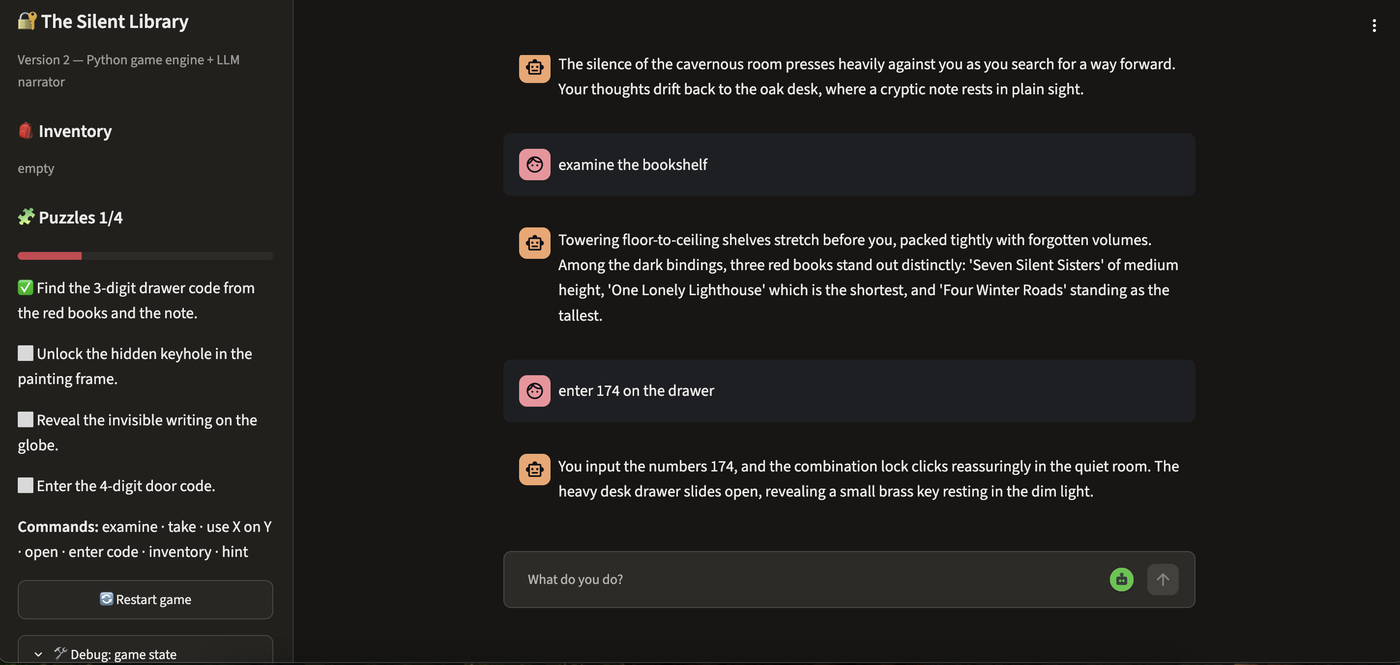 🔐 The Silent Library
Version 2 — Python game engine + LLM
narrator
🎒 Inventory
empty
🧩 Puzzles 1/4
✅ Find the 3-digit drawer code from
the red books and the note.
⬜ Unlock the hidden keyhole in the
painting frame.
⬜ Reveal the invisible writing on the
globe.
⬜ Enter the 4-digit door code.
Commands: examine · take · use X on Y
· open · enter code · inventory · hint
🔄 Restart game
🛠️ Debug: game state
The silence of the cavernous room presses heavily against you as you search for a way forward.
Your thoughts drift back to the oak desk, where a cryptic note rests in plain sight.
examine the bookshelf
Towering floor-to-ceiling shelves stretch before you, packed tightly with forgotten volumes.
Among the dark bindings, three red books stand out distinctly: 'Seven Silent Sisters' of medium
height, 'One Lonely Lighthouse' which is the shortest, and 'Four Winter Roads' standing as the
tallest.
enter 174 on the drawer
You input the numbers 174, and the combination lock clicks reassuringly in the quiet room. The
heavy desk drawer slides open, revealing a small brass key resting in the dim light.
What do you do?